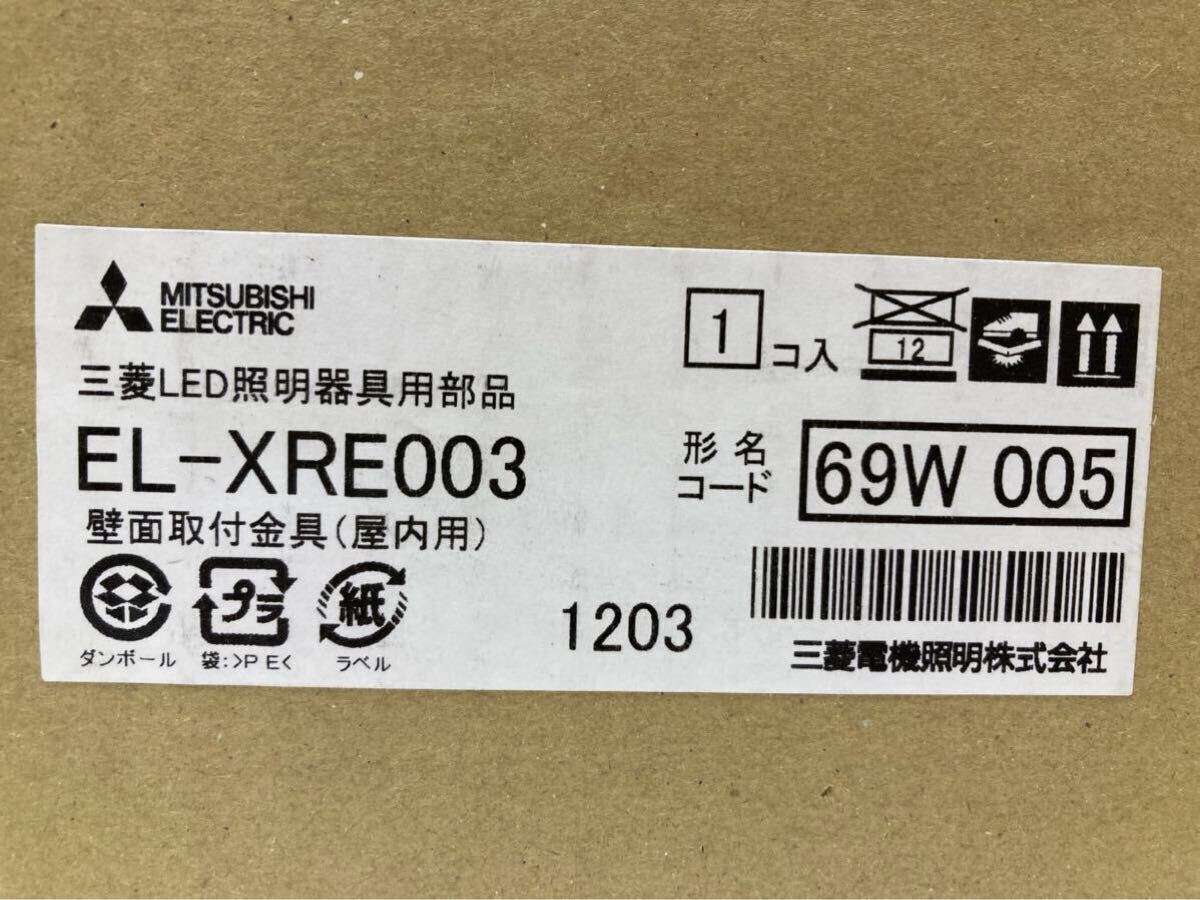 MITSUBISHI
ELECTRIC
三菱LED照明器具用部品
EL-XRE003
壁面取付金具(屋内用)
ダンボール
プラ
袋:>PE<
紙
ラベル
1203
1 コ入
12
形名
コード
69W 005
三菱電機照明株式会社